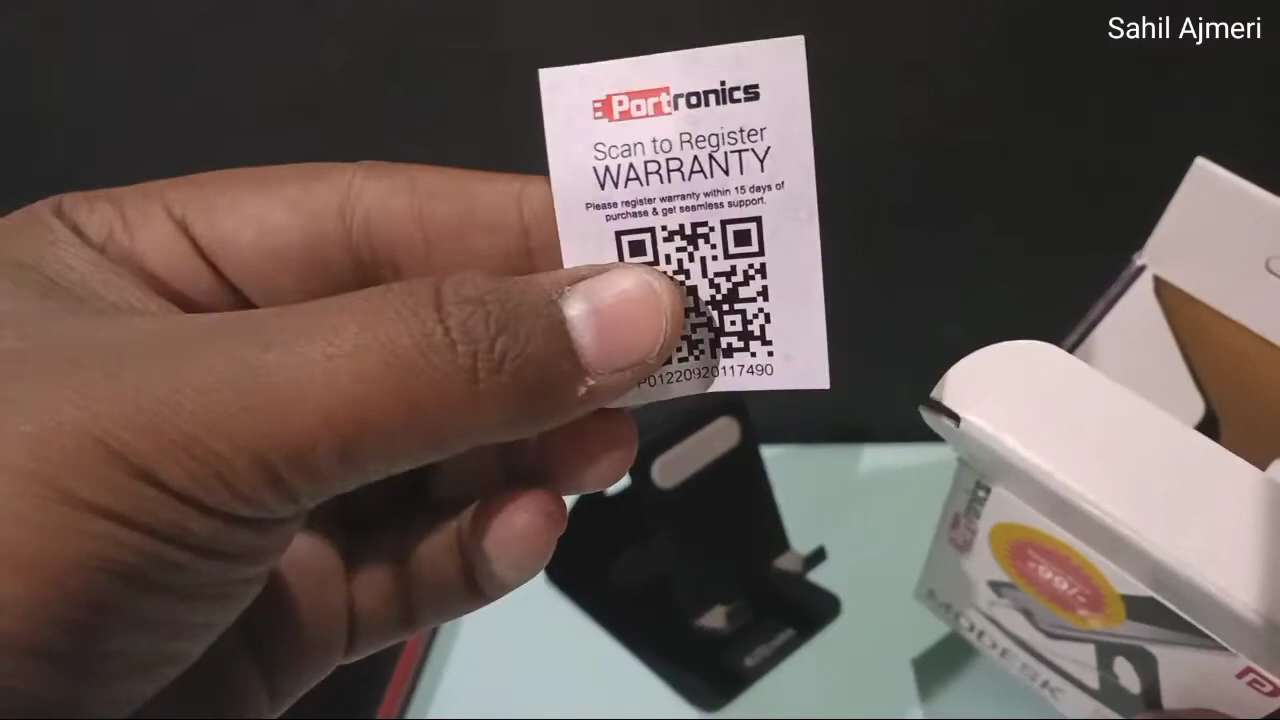 Sahil Ajmeri
Portronics
Scan to Register
WARRANTY
Please register warranty within 15 days of
purchase & get seamless support.
P01220920117490
MODESK